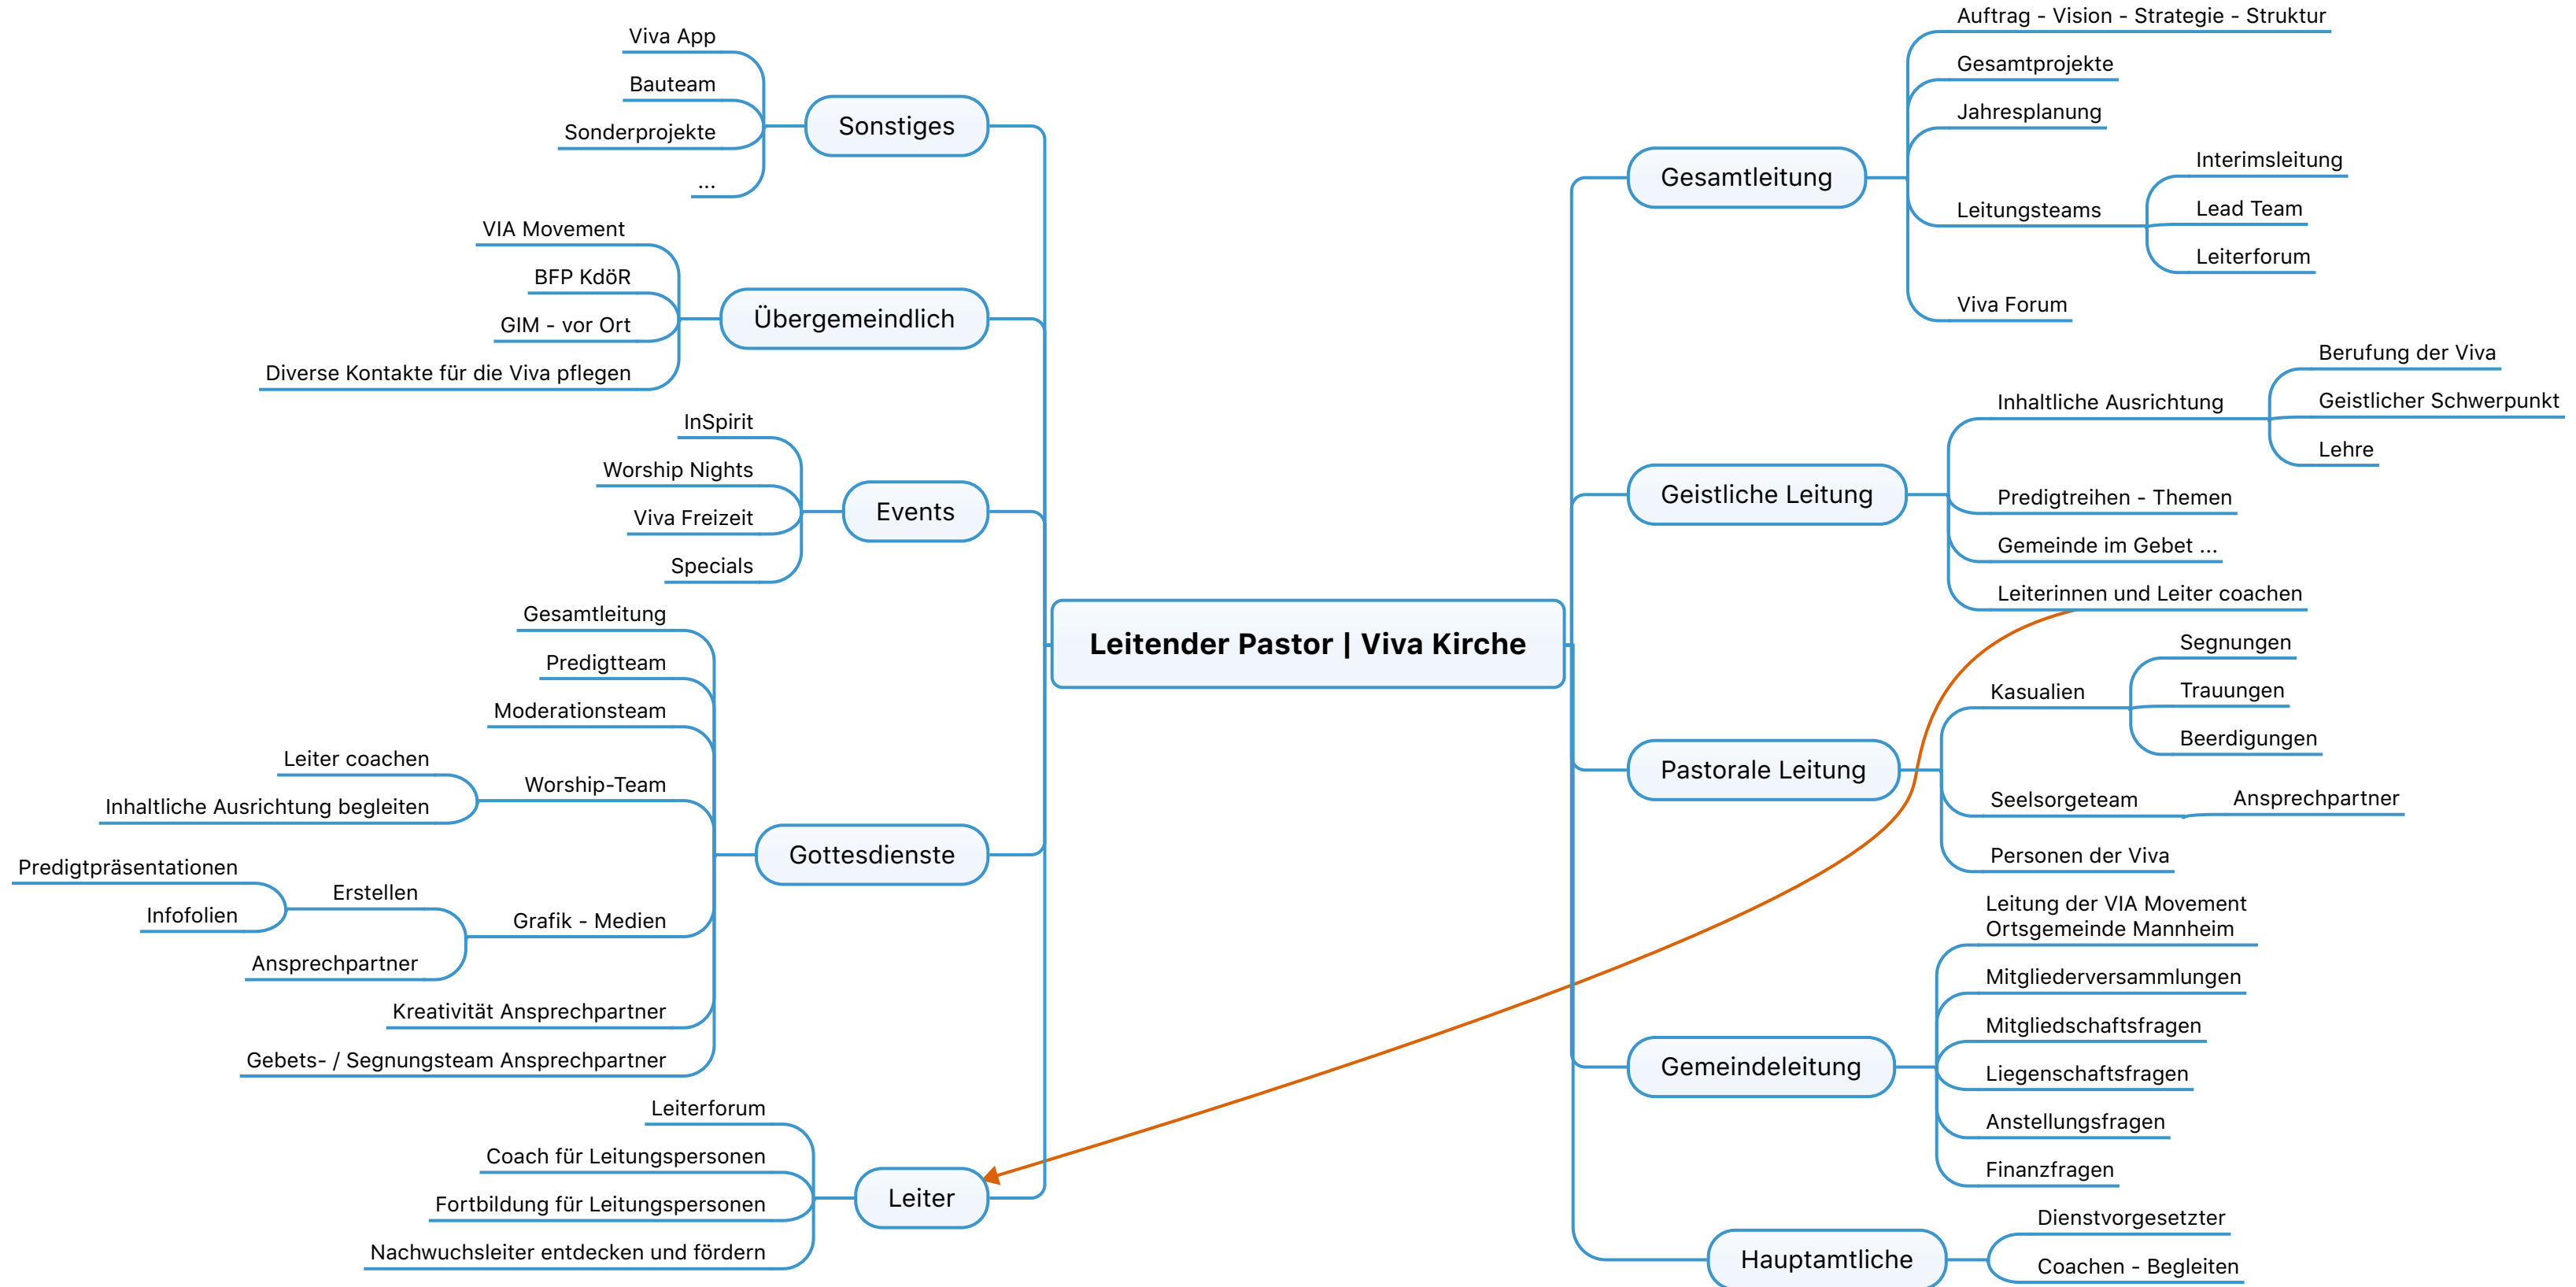 Viva App
Bauteam
Sonderprojekte
...
Sonstiges
VIA Movement
BFP KdöR
GIM - vor Ort
Diverse Kontakte für die Viva pflegen
Übergemeindlich
InSpirit
Worship Nights
Viva Freizeit
Specials
Events
Gesamtleitung
Predigtteam
Moderationsteam
Leiter coachen
Inhaltliche Ausrichtung begleiten
Worship-Team
Predigtpräsentationen
Infofolien
Erstellen
Ansprechpartner
Grafik - Medien
Kreativität Ansprechpartner
Gebets- / Segnungsteam Ansprechpartner
Gottesdienste
Leiterforum
Coach für Leitungspersonen
Fortbildung für Leitungspersonen
Nachwuchsleiter entdecken und fördern
Leiter
Leitender Pastor | Viva Kirche
Gesamtleitung
Auftrag - Vision - Strategie - Struktur
Gesamtprojekte
Jahresplanung
Leitungsteams
Interimsleitung
Lead Team
Leiterforum
Viva Forum
Geistliche Leitung
Inhaltliche Ausrichtung
Berufung der Viva
Geistlicher Schwerpunkt
Lehre
Predigtreihen - Themen
Gemeinde im Gebet ...
Leiterinnen und Leiter coachen
Pastorale Leitung
Kasualien
Segnungen
Trauungen
Beerdigungen
Seelsorgeteam
Ansprechpartner
Personen der Viva
Gemeindeleitung
Leitung der VIA Movement
Ortsgemeinde Mannheim
Mitgliederversammlungen
Mitgliedschaftsfragen
Liegenschaftsfragen
Anstellungsfragen
Finanzfragen
Hauptamtliche
Dienstvorgesetzter
Coachen - Begleiten